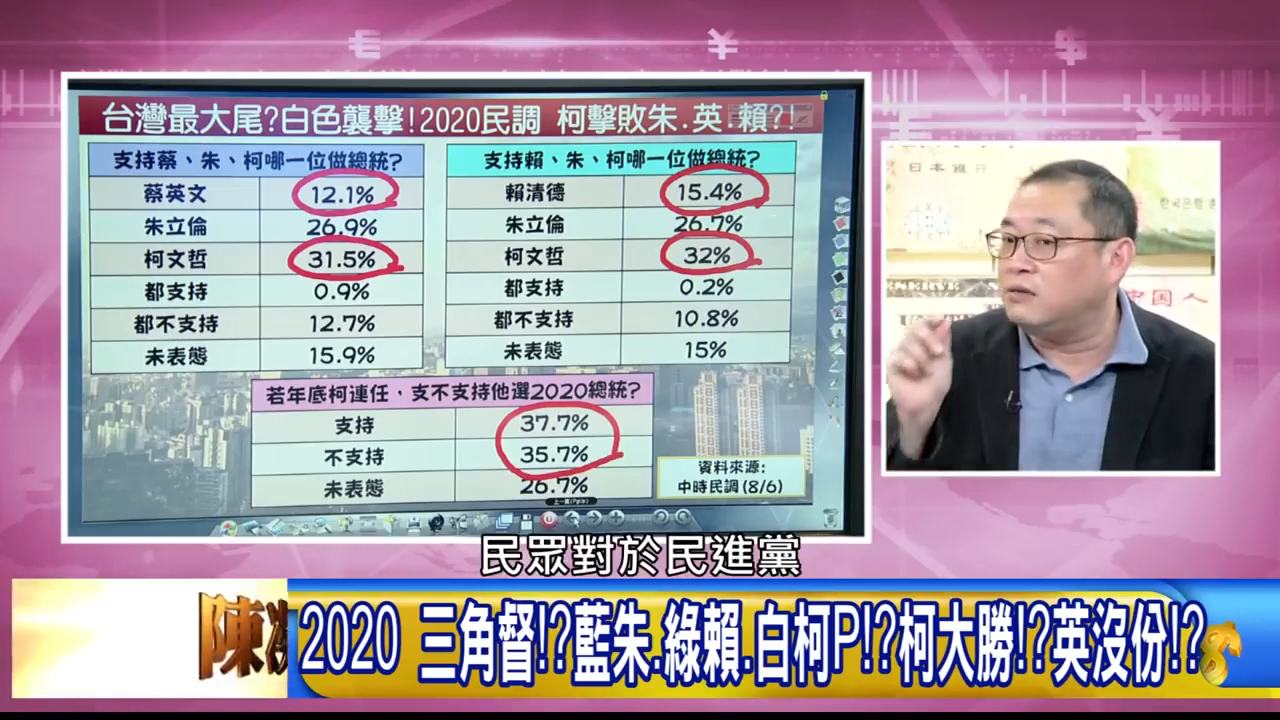 台灣最大尾?白色襲擊!2020民調 柯擊敗朱.英.賴?!
支持蔡、朱、柯哪一位做總統?
蔡英文 12.1%
朱立倫 26.9%
柯文哲 31.5%
都支持 0.9%
都不支持 12.7%
未表態 15.9%
支持賴、朱、柯哪一位做總統?
賴清德 15.4%
朱立倫 26.7%
柯文哲 32%
都支持 0.2%
都不支持 10.8%
未表態 15%
若年底柯連任，支不支持他選2020總統?
支持 37.7%
不支持 35.7%
未表態 26.7%
資料來源:
中時民調(8/6)
日本銀行
中国人
民眾對於民進黨
陳
2020 三角督!?藍朱.綠賴.白柯P!?柯大勝!?英沒份!?